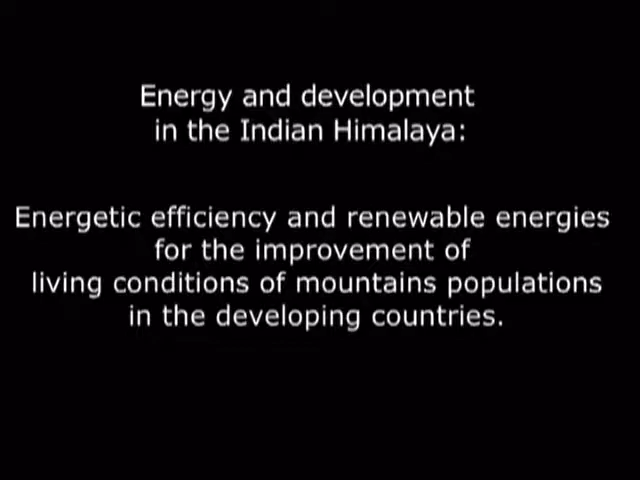 Energy and development
in the Indian Himalaya:
Energetic efficiency and renewable energies
for the improvement of
living conditions of mountains populations
in the developing countries.